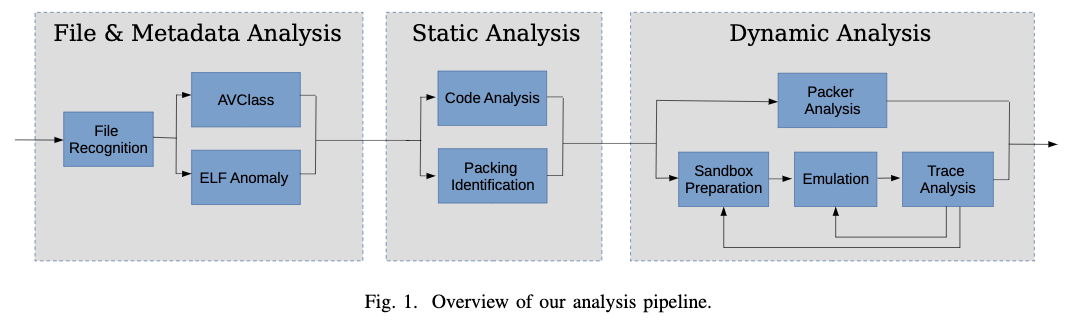 File & Metadata Analysis
File
Recognition
AVClass
ELF Anomaly
Static Analysis
Code Analysis
Packing
Identification
Dynamic Analysis
Packer
Analysis
Sandbox
Preparation
Emulation
Trace
Analysis
Fig. 1. Overview of our analysis pipeline.